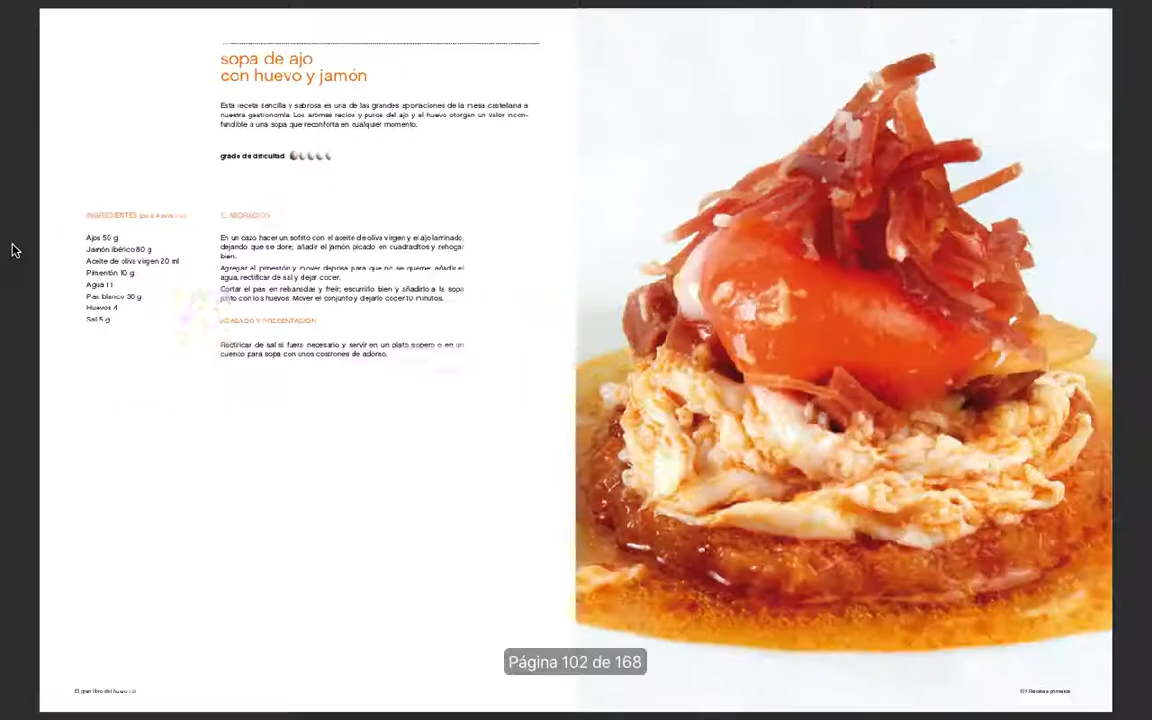 sopa de ajo
con huevo y jamón
Esta receta sencilla y sabrosa es una de las grandes aportaciones de la mesa castellana a
nuestra gastronomía. Los aromas recios y puros del ajo y el huevo otorgan un valor incon-
fundible a una sopa que reconforta en cualquier momento.
grado de dificultad
INGREDIENTES
Ajos 50 g
Jamón ibérico 80 g
Aceite de oliva virgen 20 ml
Pimentón 10 g
Agua 1 l
Pan blanco 30 g
Huevos 4
Sal 5 g
ELABORACIÓN
En un cazo hacer un sofrito con el aceite de oliva virgen y el ajo laminado,
dejando que se dore; añadir el jamón picado en cuadraditos y rehogar
bien.
Agregar el pimentón y mover deprisa para que no se queme; añadir el
agua, rectificar de sal y dejar cocer.
Cortar el pan en rebanadas y freír; escurrirlo bien y añadirlo a la sopa
junto con los huevos. Mover el conjunto y dejarlo cocer 10 minutos.
ACABADO Y PRESENTACIÓN
Rectificar de sal si fuera necesario y servir en un plato sopero o en un
cuenco para sopa con unos costrones de adorno.
Página 102 de 168
El gran libro del huevo
Recetas primeros